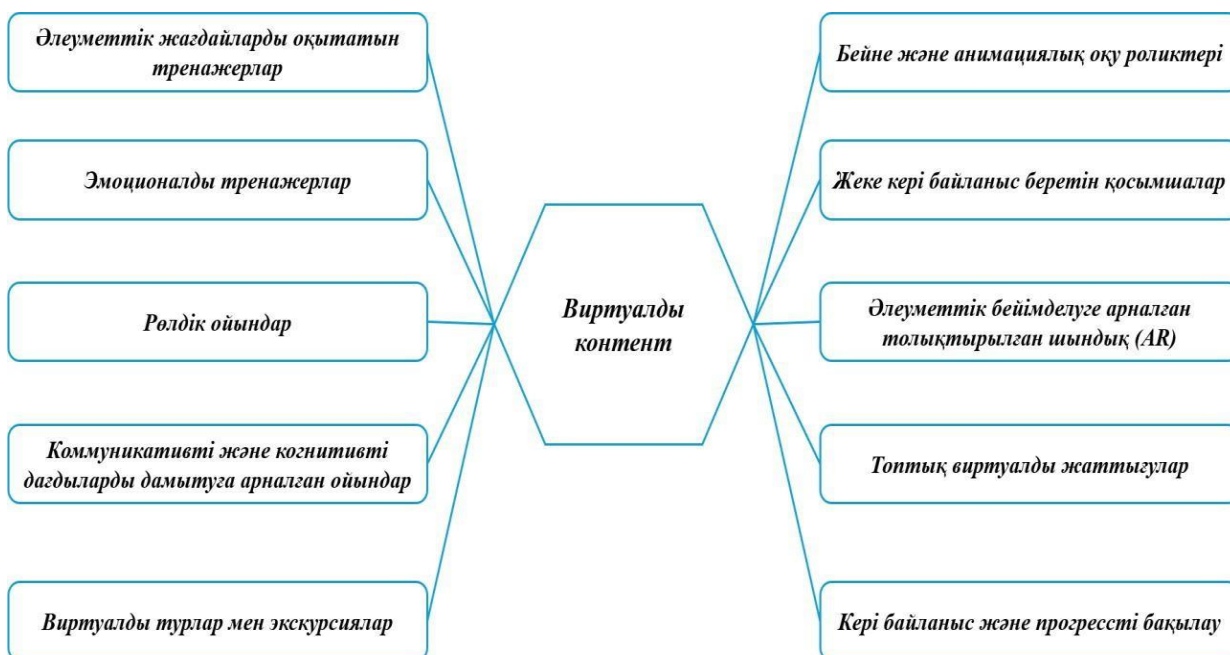 Әлеуметтік жағдайларды оқытатын
тренажерлар
Эмоционалды тренажерлар
Рөлдік ойындар
Коммуникативті және когнитивті
дағдыларды дамытуға арналған ойындар
Виртуалды турлар мен экскурсиялар
Виртуалды
контент
Бейне және анимациялық оқу роликтері
Жеке кері байланыс беретін қосымшалар
Әлеуметтік бейімделуге арналған
толықтырылған шындық (AR)
Топтық виртуалды жаттығулар
Кері байланыс және прогрессті бақылау